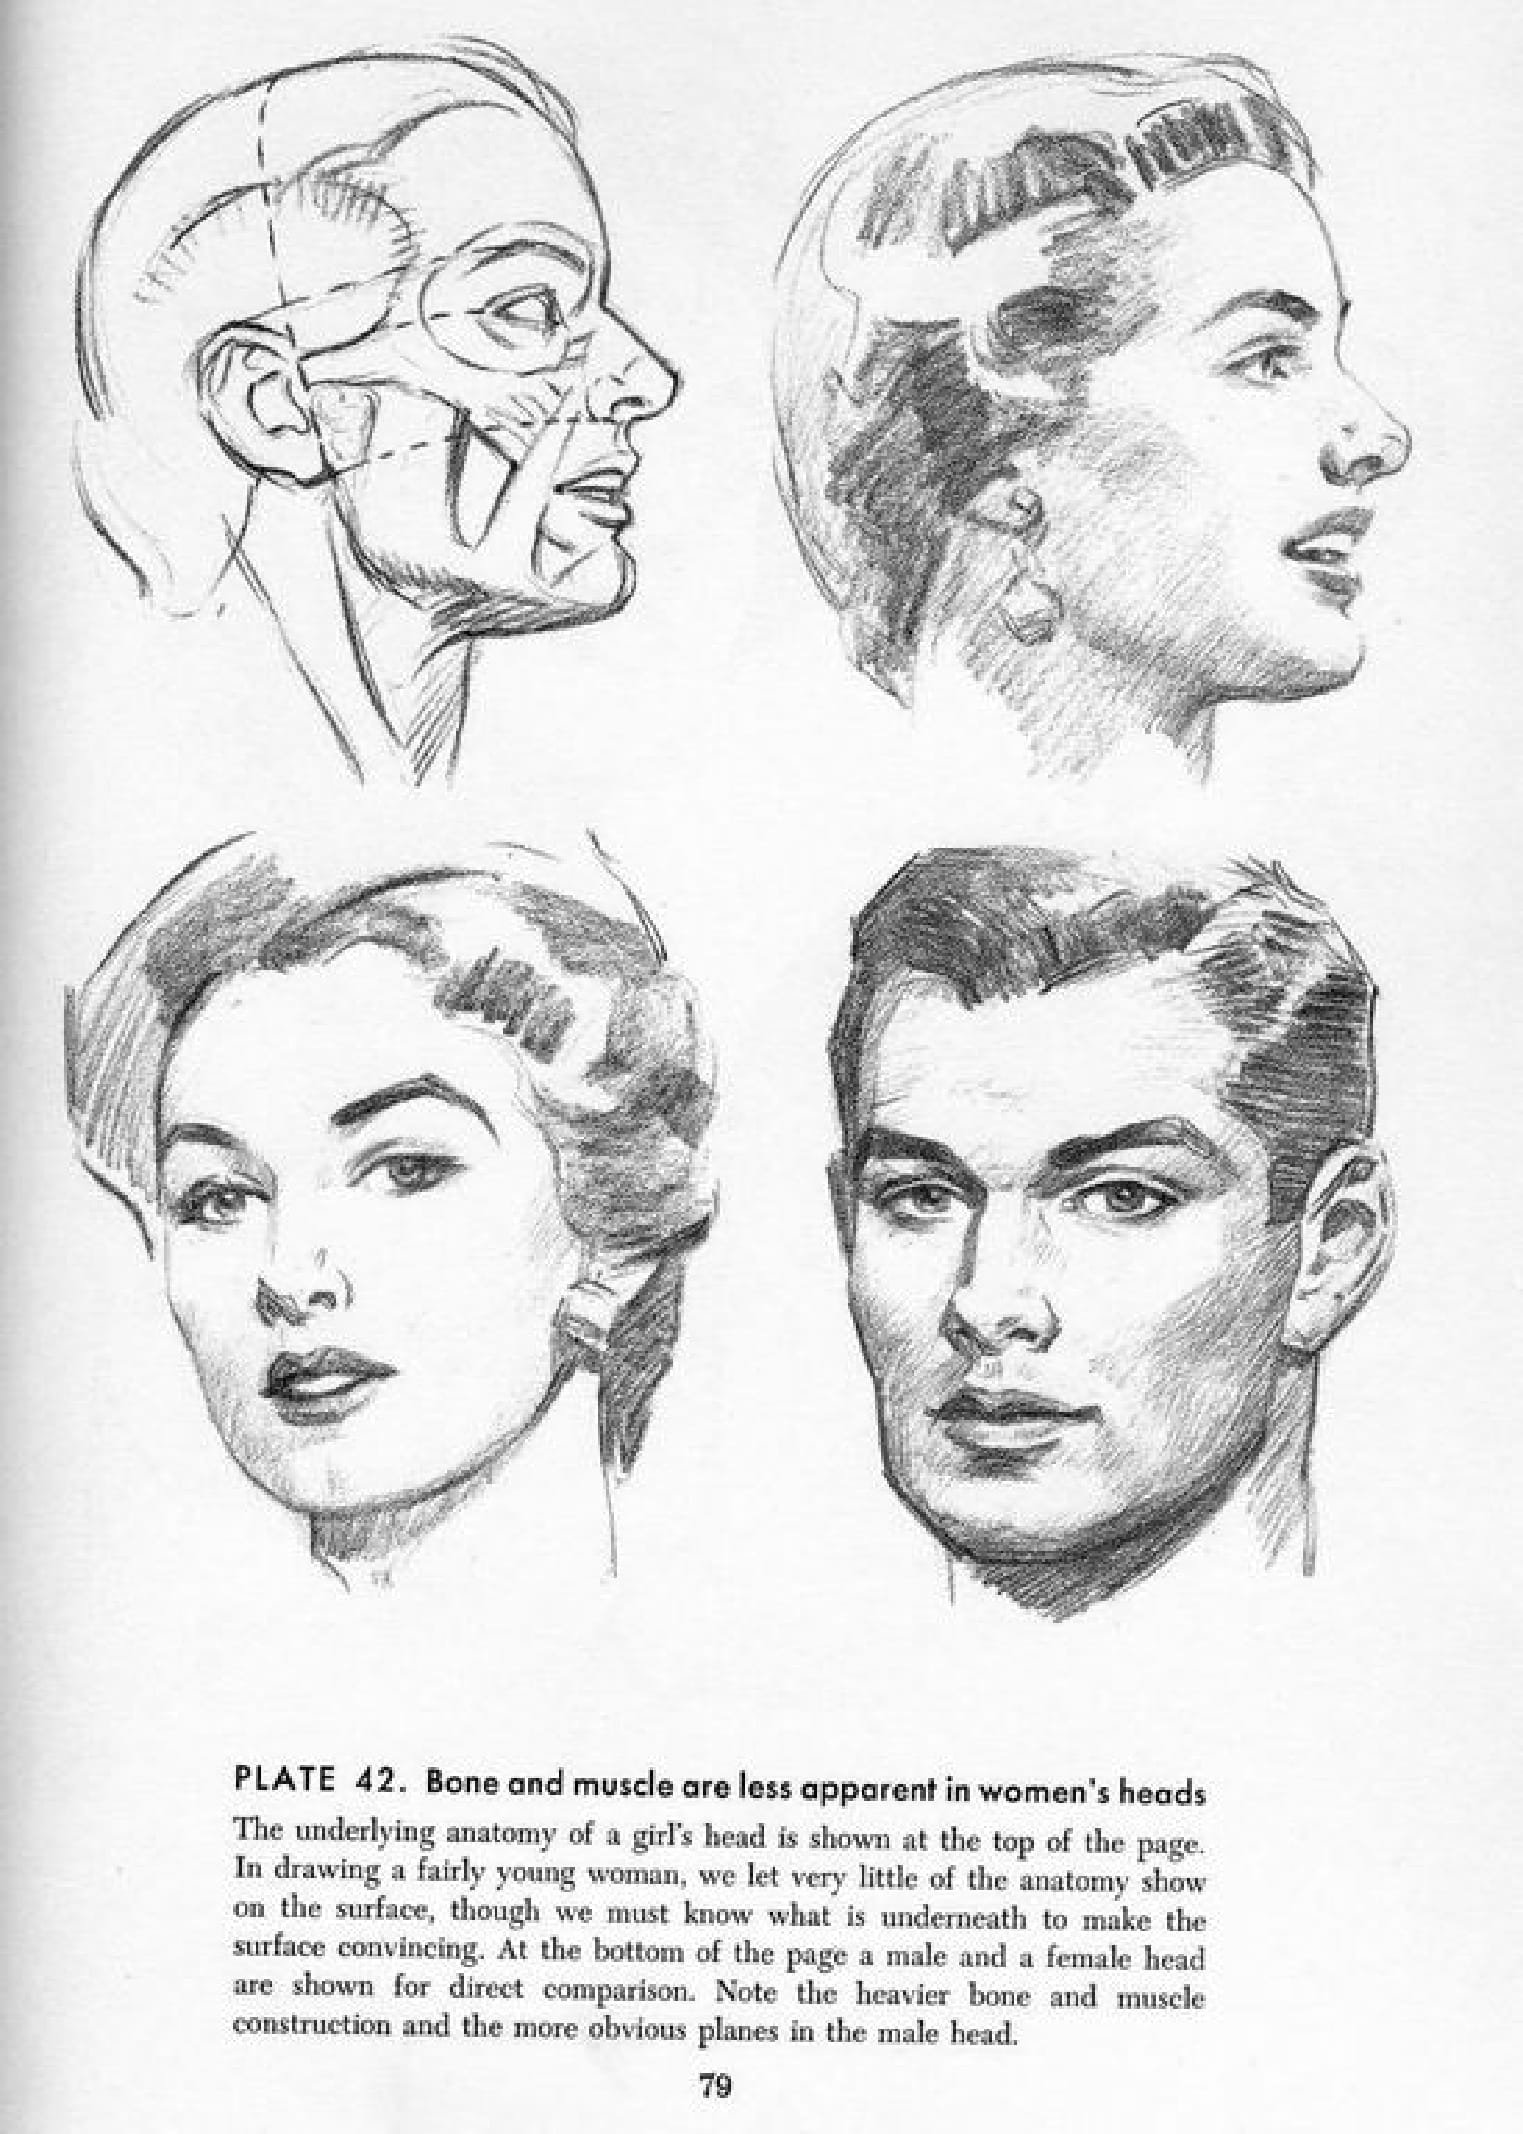 PLATE 42. Bone and muscle are less apparent in women's heads
The underlying anatomy of a girl's head is shown at the top of the page.
In drawing a fairly young woman, we let very little of the anatomy show
on the surface, though we must know what is underneath to make the
surface convincing. At the bottom of the page a male and a female head
are shown for direct comparison. Note the heavier bone and muscle
construction and the more obvious planes in the male head.
79